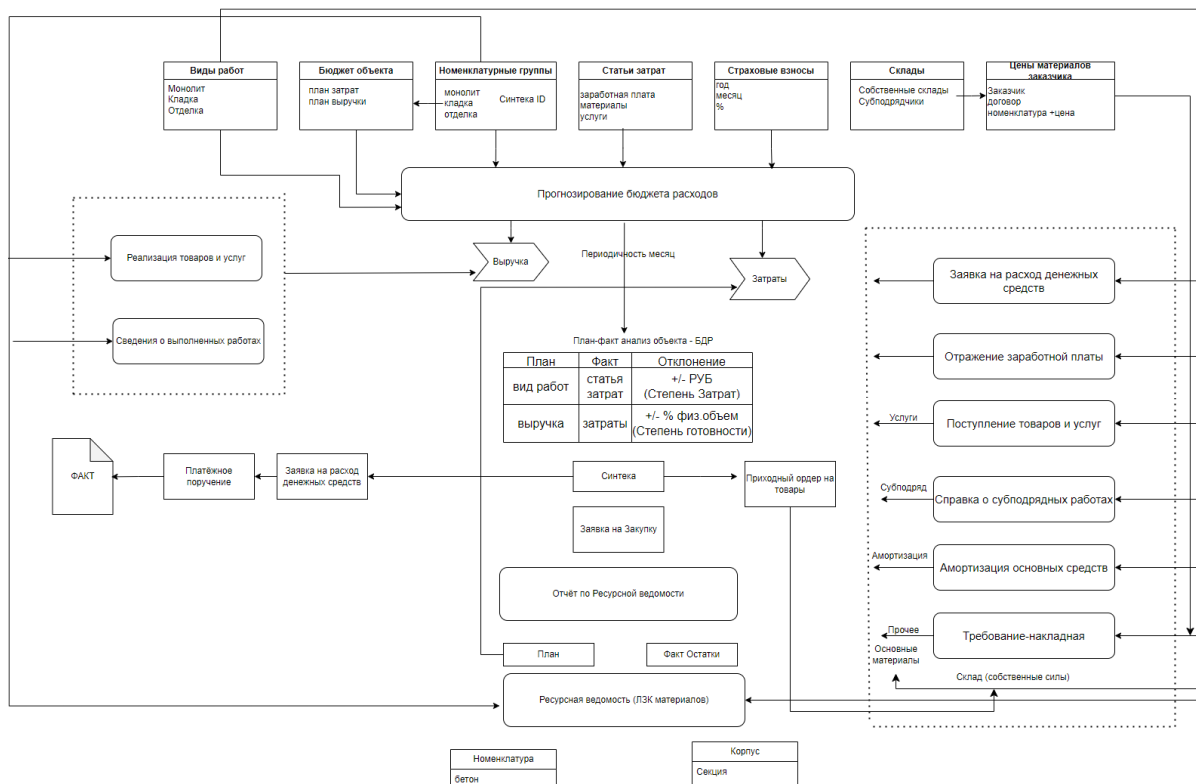 Виды работ
Монолит
Кладка
Отделка
Бюджет объекта
план затрат
план выручки
Номенклатурные группы
монолит
кладка
отделка
Синтека ID
Статьи затрат
заработная плата
материалы
услуги
Страховые взносы
год
месяц
%
Склады
Собственные склады
Субподрядчики
Цены материалов
заказчика
Заказчик
договор
номенклатура +цена
Прогнозирование бюджета расходов
Реализация товаров и услуг
Сведения о выполненных работах
Выручка
Периодичность месяц
Затраты
План-факт анализ объекта - БДР
План
Факт
Отклонение
вид работ
статья
затрат
+/- РУБ
(Степень Затрат)
выручка
затраты
+/- % физ.объем
(Степень готовности)
ФАКТ
Платёжное
поручение
Заявка на расход
денежных средств
Синтека
Приходный ордер на
товары
Заявка на Закупку
Отчёт по Ресурсной ведомости
План
Факт Остатки
Ресурсная ведомость (ЛЗК материалов)
Заявка на расход денежных
средств
Отражение заработной платы
Услуги
Поступление товаров и услуг
Субподряд
Справка о субподрядных работах
Амортизация
Амортизация основных средств
Прочее
Требование-накладная
Основные
материалы
Склад (собственные силы)
Номенклатура
бетон
Корпус
Секция